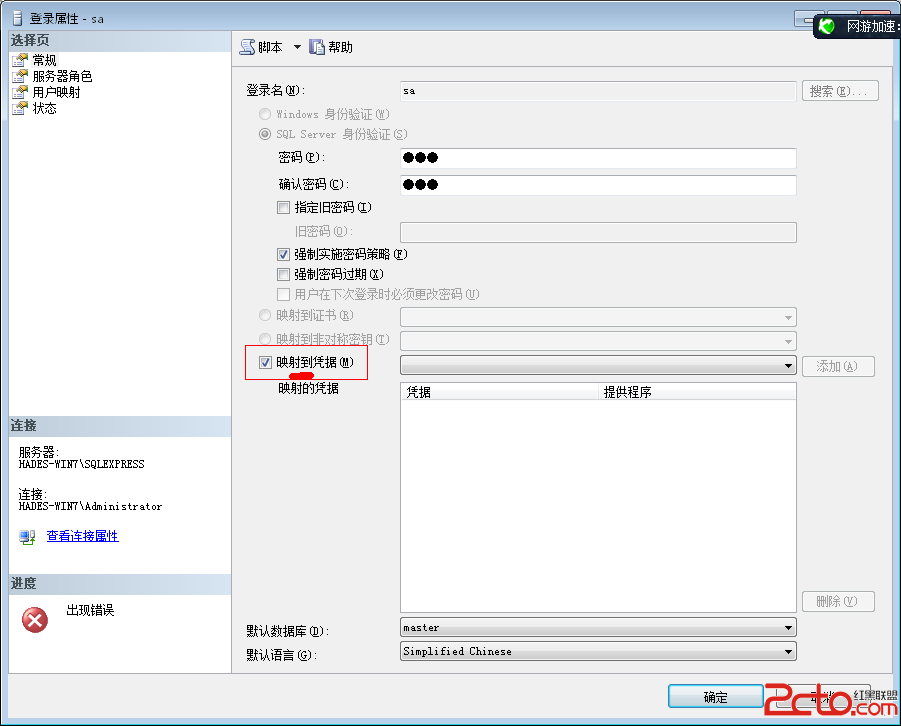 登录属性 - sa
网游加速:
选择页
常规
服务器角色
用户映射
状态
脚本 帮助
登录名(N): sa 搜索(E)...
Windows 身份验证(W)
SQL Server 身份验证(S)
密码(P): ●●●
确认密码(C): ●●●
指定旧密码(I)
旧密码(O):
强制实施密码策略(F)
强制密码过期(X)
用户在下次登录时必须更改密码(U)
映射到证书(R)
映射到非对称密钥(T)
映射到凭据(M) 添加(A)
映射的凭据 凭据 提供程序
连接
服务器:
HADES-WIN7\SQLEXPRESS
连接:
HADES-WIN7\Administrator
查看连接属性
进度
出现错误
删除(V)
默认数据库(D): master
默认语言(G): Simplified Chinese
确定 取消
2cto.com 红黑联盟